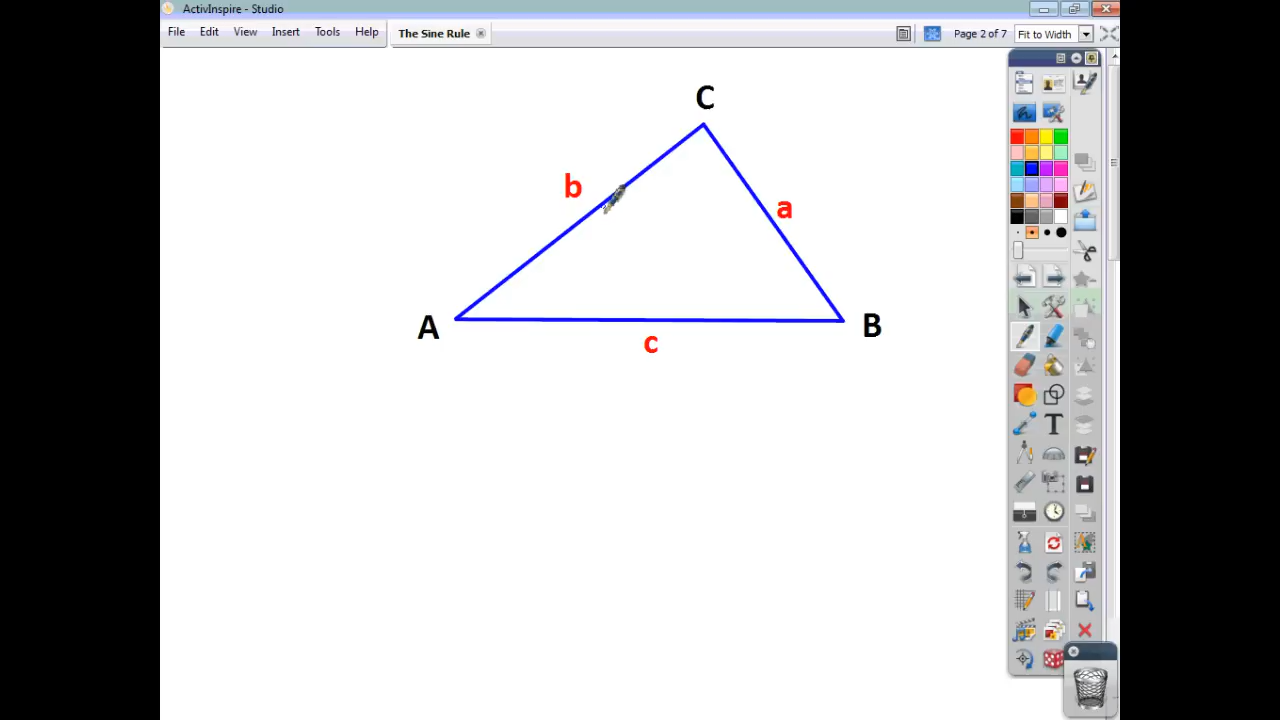 ActivInspire - Studio
File Edit View Insert Tools Help The Sine Rule Page 2 of 7 Fit to Width
C
b
a
A
B
c